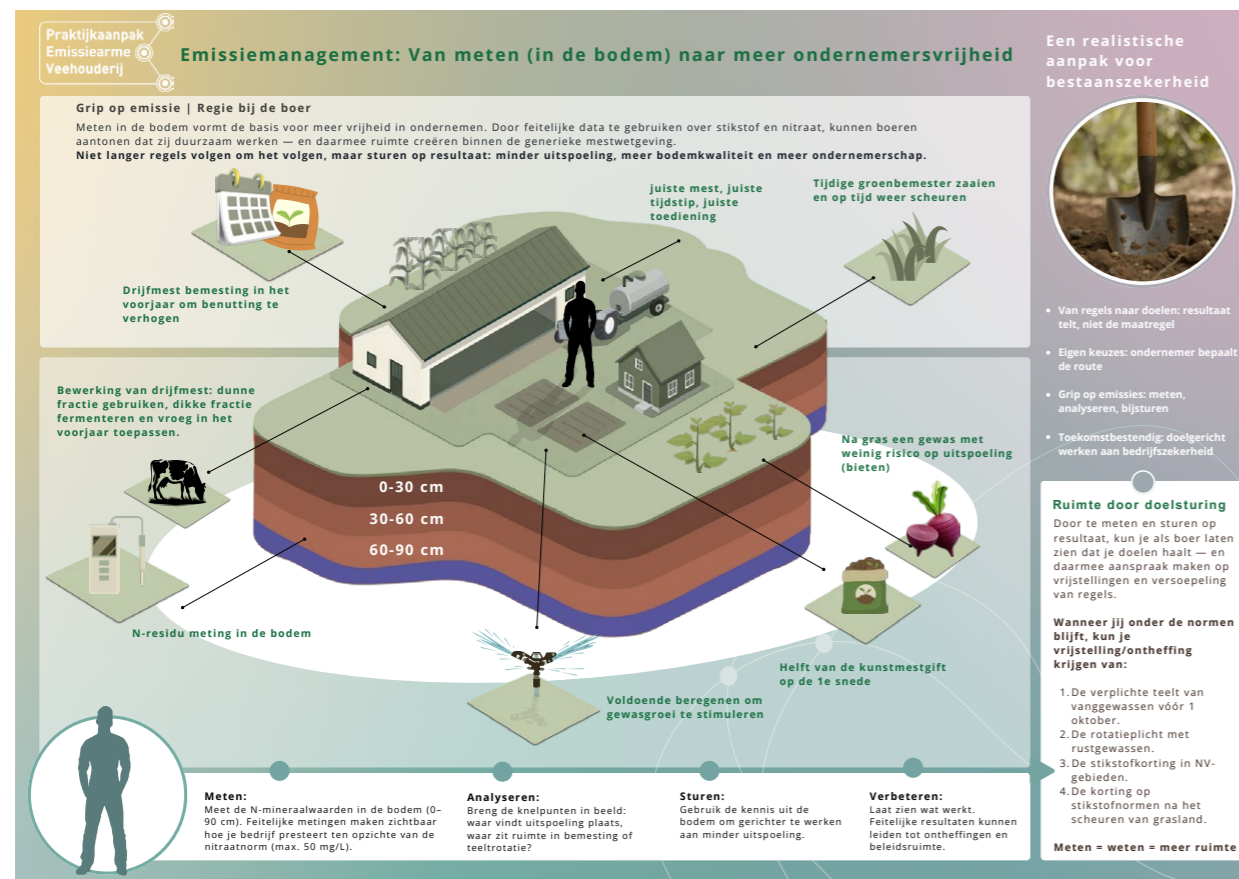 Praktijkaanpak
Emissiearme
Veehouderij
Emissiemanagement: Van meten (in de bodem) naar meer ondernemersvrijheid
Een realistische
aanpak voor
bestaanszekerheid
Grip op emissie | Regie bij de boer
Meten in de bodem vormt de basis voor meer vrijheid in ondernemen. Door feitelijke data te gebruiken over stikstof en nitraat, kunnen boeren
aantonen dat zij duurzaam werken — en daarmee ruimte creëren binnen de generieke mestwetgeving.
Niet langer regels volgen om het volgen, maar sturen op resultaat: minder uitspoeling, meer bodemkwaliteit en meer ondernemerschap.
juiste mest, juiste
tijdstip, juiste
toediening
Tijdige groenbemester zaaien
en op tijd weer scheuren
Drijfmest bemesting in het
voorjaar om benutting te
verhogen
Bewerking van drijfmest: dunne
fractie gebruiken, dikke fractie
fermenteren en vroeg in het
voorjaar toepassen.
Na gras een gewas met
weinig risico op uitspoeling
(bieten)
0-30 cm
30-60 cm
60-90 cm
N-residu meting in de bodem
Helft van de kunstmestgift
op de 1e snede
Voldoende beregenen om
gewasgroei te stimuleren
• Van regels naar doelen: resultaat
telt, niet de maatregel
• Eigen keuzes: ondernemer bepaalt
de route
• Grip op emissies: meten,
analyseren, bijsturen
• Toekomstbestendig: doelgericht
werken aan bedrijfszekerheid
Ruimte door doelsturing
Door te meten en sturen op
resultaat, kun je als boer laten
zien dat je doelen haalt — en
daarmee aanspraak maken op
vrijstellingen en versoepeling
van regels.
Wanneer jij onder de normen
blijft, kun je
vrijstelling/ontheffing
krijgen van:
1. De verplichte teelt van
vanggewassen vóór 1
oktober.
2. De rotatieplicht met
rustgewassen.
3. De stikstofkorting in NV-
gebieden.
4. De korting op
stikstofnormen na het
scheuren van grasland.
Meten = weten = meer ruimte
Meten:
Meet de N-mineraalwaarden in de bodem (0–
90 cm). Feitelijke metingen maken zichtbaar
hoe je bedrijf presteert ten opzichte van de
nitraatnorm (max. 50 mg/L).
Analyseren:
Breng de knelpunten in beeld:
waar vindt uitspoeling plaats,
waar zit ruimte in bemesting of
teeltrotatie?
Sturen:
Gebruik de kennis uit de
bodem om gerichter te werken
aan minder uitspoeling.
Verbeteren:
Laat zien wat werkt.
Feitelijke resultaten kunnen
leiden tot ontheffingen en
beleidsruimte.